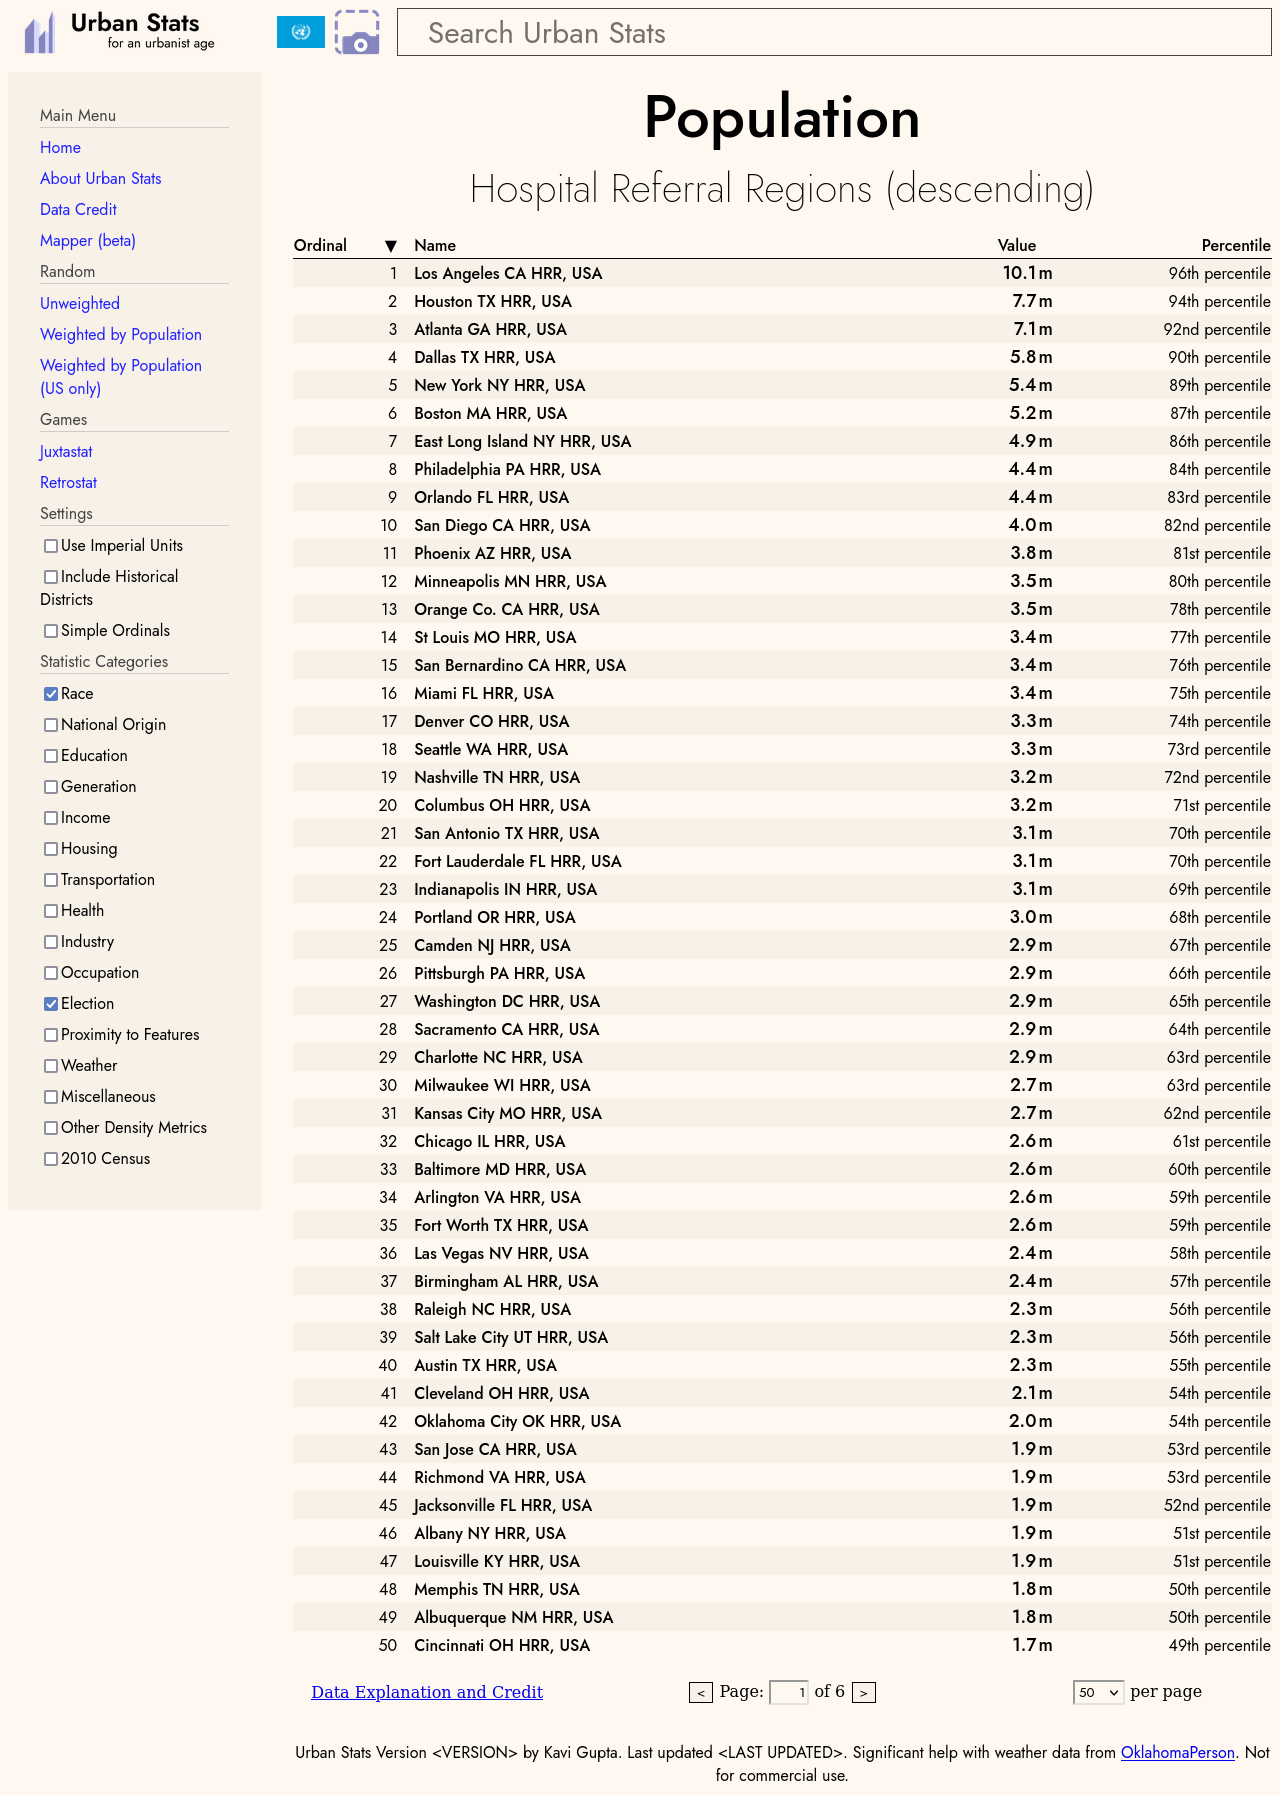 Urban Stats
for an urbanist age
Search Urban Stats
Main Menu
Home
About Urban Stats
Data Credit
Mapper (beta)
Random
Unweighted
Weighted by Population
Weighted by Population
(US only)
Games
Juxtastat
Retrostat
Settings
Use Imperial Units
Include Historical
Districts
Simple Ordinals
Statistic Categories
Race
National Origin
Education
Generation
Income
Housing
Transportation
Health
Industry
Occupation
Election
Proximity to Features
Weather
Miscellaneous
Other Density Metrics
2010 Census
Population
Hospital Referral Regions (descending)
Ordinal ▼ Name Value Percentile
1 Los Angeles CA HRR, USA 10.1 m 96th percentile
2 Houston TX HRR, USA 7.7 m 94th percentile
3 Atlanta GA HRR, USA 7.1 m 92nd percentile
4 Dallas TX HRR, USA 5.8 m 90th percentile
5 New York NY HRR, USA 5.4 m 89th percentile
6 Boston MA HRR, USA 5.2 m 87th percentile
7 East Long Island NY HRR, USA 4.9 m 86th percentile
8 Philadelphia PA HRR, USA 4.4 m 84th percentile
9 Orlando FL HRR, USA 4.4 m 83rd percentile
10 San Diego CA HRR, USA 4.0 m 82nd percentile
11 Phoenix AZ HRR, USA 3.8 m 81st percentile
12 Minneapolis MN HRR, USA 3.5 m 80th percentile
13 Orange Co. CA HRR, USA 3.5 m 78th percentile
14 St Louis MO HRR, USA 3.4 m 77th percentile
15 San Bernardino CA HRR, USA 3.4 m 76th percentile
16 Miami FL HRR, USA 3.4 m 75th percentile
17 Denver CO HRR, USA 3.3 m 74th percentile
18 Seattle WA HRR, USA 3.3 m 73rd percentile
19 Nashville TN HRR, USA 3.2 m 72nd percentile
20 Columbus OH HRR, USA 3.2 m 71st percentile
21 San Antonio TX HRR, USA 3.1 m 70th percentile
22 Fort Lauderdale FL HRR, USA 3.1 m 70th percentile
23 Indianapolis IN HRR, USA 3.1 m 69th percentile
24 Portland OR HRR, USA 3.0 m 68th percentile
25 Camden NJ HRR, USA 2.9 m 67th percentile
26 Pittsburgh PA HRR, USA 2.9 m 66th percentile
27 Washington DC HRR, USA 2.9 m 65th percentile
28 Sacramento CA HRR, USA 2.9 m 64th percentile
29 Charlotte NC HRR, USA 2.9 m 63rd percentile
30 Milwaukee WI HRR, USA 2.7 m 63rd percentile
31 Kansas City MO HRR, USA 2.7 m 62nd percentile
32 Chicago IL HRR, USA 2.6 m 61st percentile
33 Baltimore MD HRR, USA 2.6 m 60th percentile
34 Arlington VA HRR, USA 2.6 m 59th percentile
35 Fort Worth TX HRR, USA 2.6 m 59th percentile
36 Las Vegas NV HRR, USA 2.4 m 58th percentile
37 Birmingham AL HRR, USA 2.4 m 57th percentile
38 Raleigh NC HRR, USA 2.3 m 56th percentile
39 Salt Lake City UT HRR, USA 2.3 m 56th percentile
40 Austin TX HRR, USA 2.3 m 55th percentile
41 Cleveland OH HRR, USA 2.1 m 54th percentile
42 Oklahoma City OK HRR, USA 2.0 m 54th percentile
43 San Jose CA HRR, USA 1.9 m 53rd percentile
44 Richmond VA HRR, USA 1.9 m 53rd percentile
45 Jacksonville FL HRR, USA 1.9 m 52nd percentile
46 Albany NY HRR, USA 1.9 m 51st percentile
47 Louisville KY HRR, USA 1.9 m 51st percentile
48 Memphis TN HRR, USA 1.8 m 50th percentile
49 Albuquerque NM HRR, USA 1.8 m 50th percentile
50 Cincinnati OH HRR, USA 1.7 m 49th percentile
Data Explanation and Credit < Page: 1 of 6 > 50 per page
Urban Stats Version <VERSION> by Kavi Gupta. Last updated <LAST UPDATED>. Significant help with weather data from OklahomaPerson. Not
for commercial use.